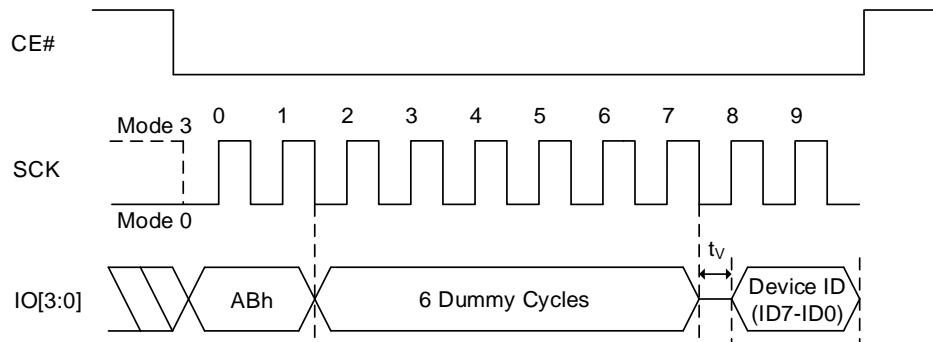 CE#
0 1 2 3 4 5 6 7 8 9
Mode 3
SCK
Mode 0
tV
IO[3:0]
ABh
6 Dummy Cycles
Device ID
(ID7-ID0)